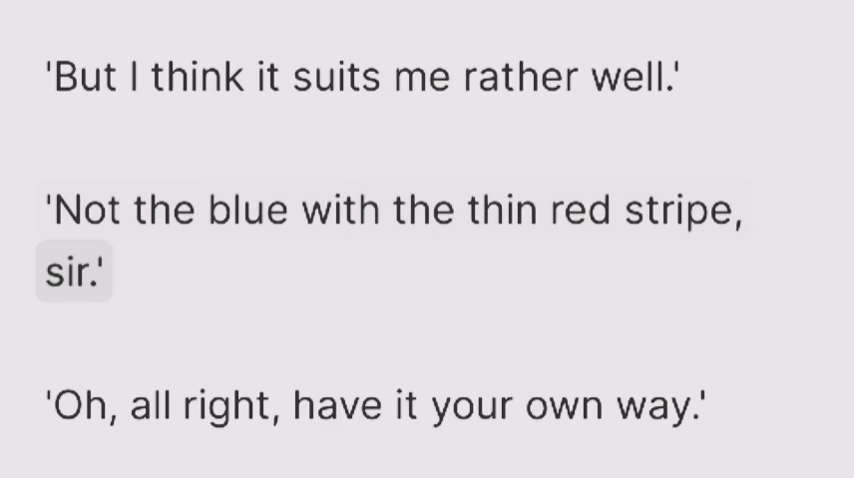 'But I think it suits me rather well.'
'Not the blue with the thin red stripe,
sir.'
'Oh, all right, have it your own way.'